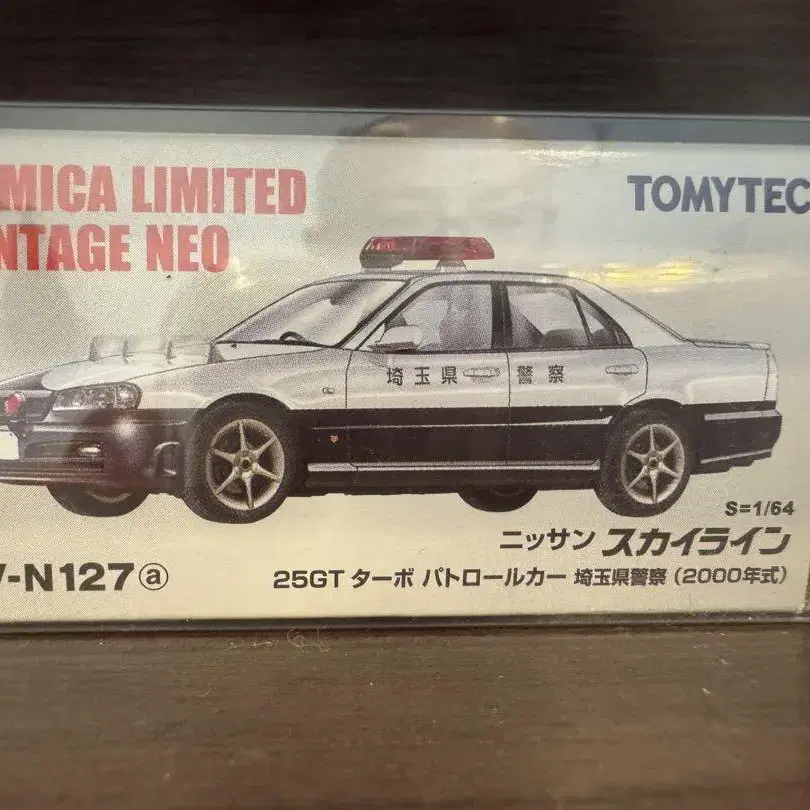 MICA LIMITED
NTAGE NEO
TOMYTEC
埼玉県 警察
S=1/64
ニッサン スカイライン
V-N127ⓐ
25GT ターボ パトロールカー 埼玉県警察 (2000年式)